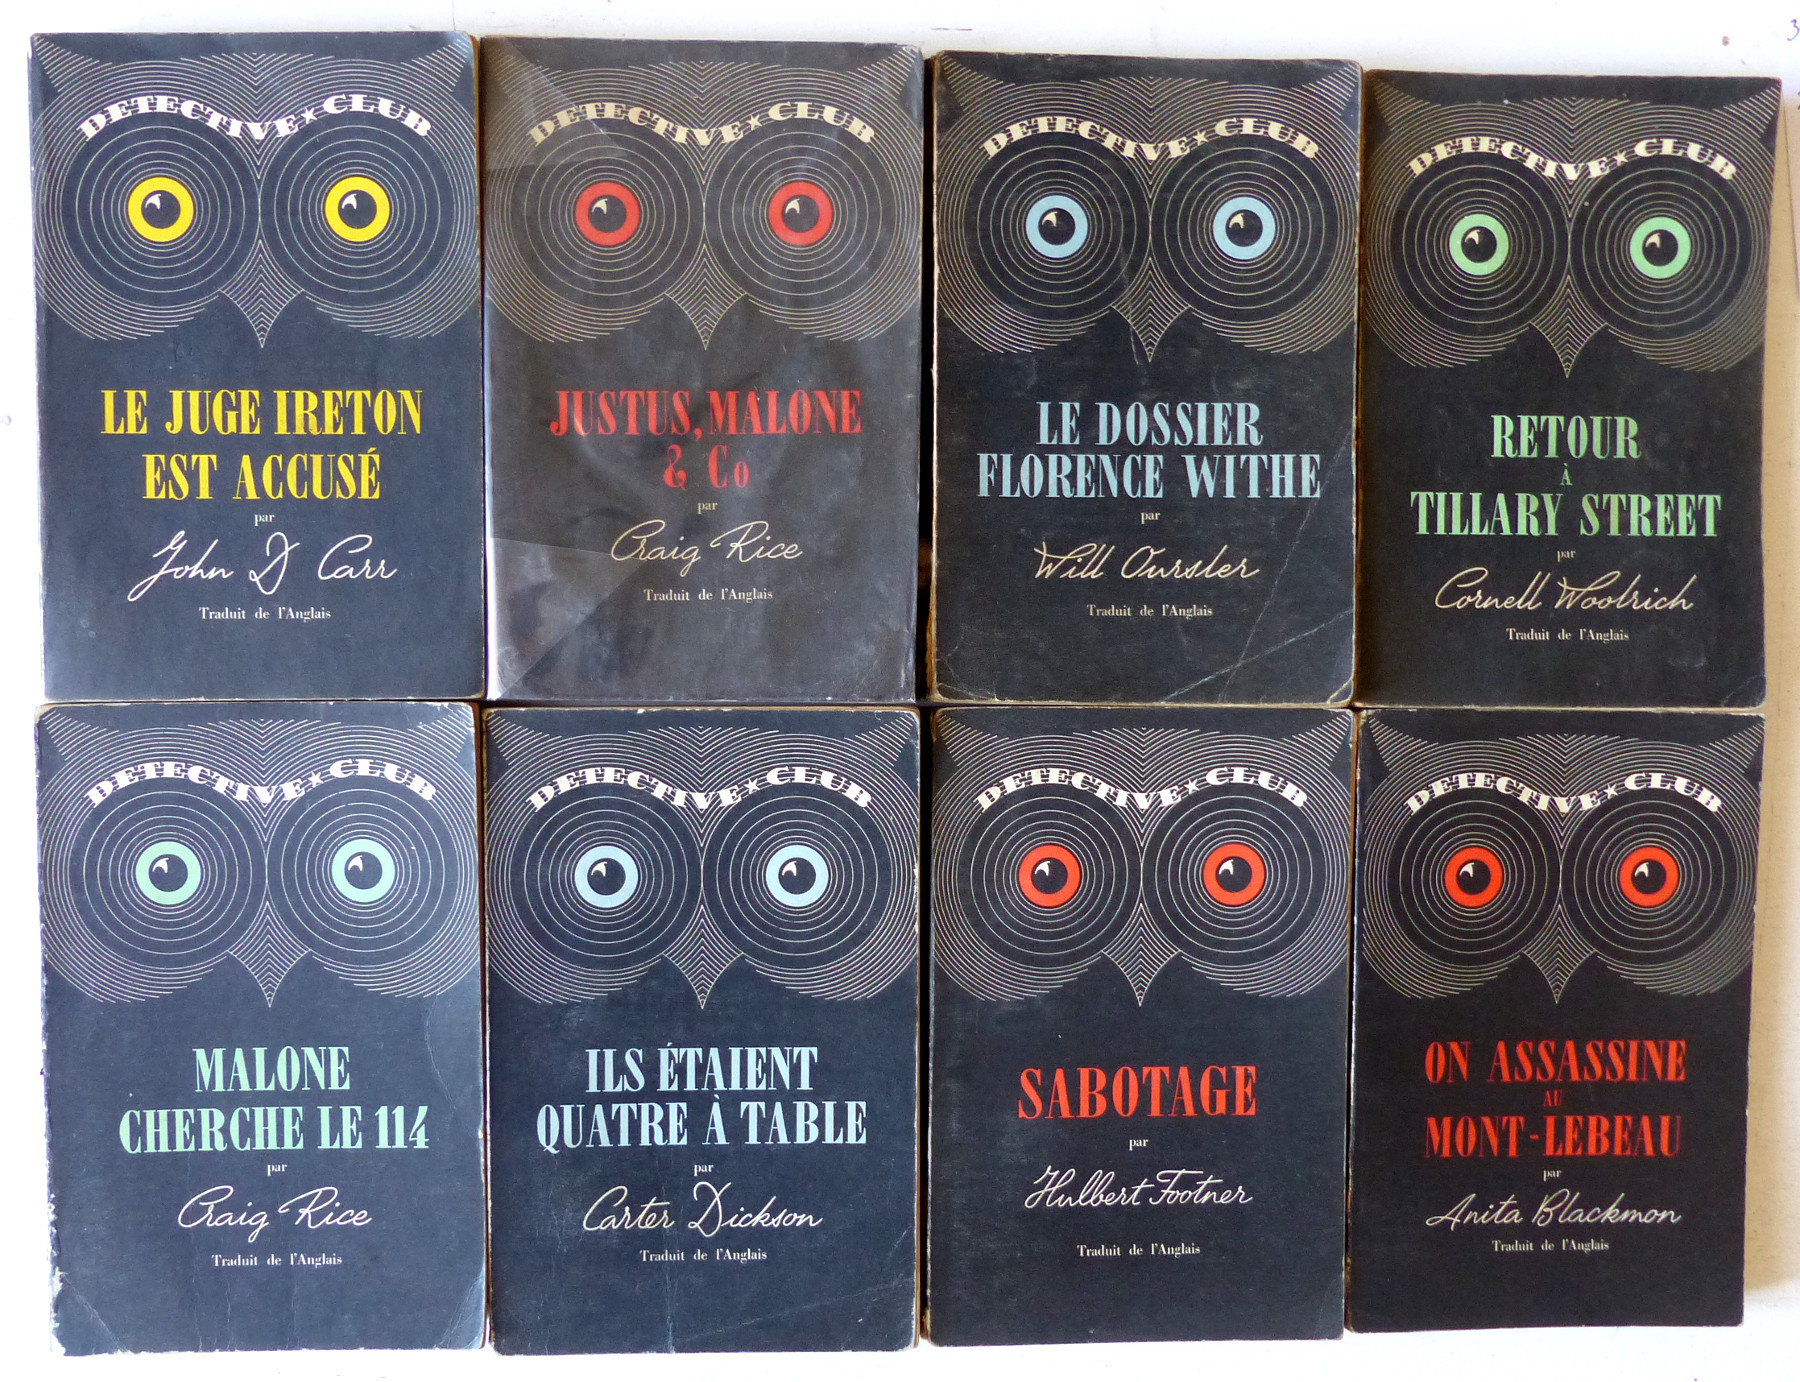 DETECTIVE★CLUB
LE JUGE IRETON
EST ACCUSÉ
par
John D Carr
Traduit de l'Anglais
DETECTIVE★CLUB
JUSTUS, MALONE
& Co
par
Craig Rice
Traduit de l'Anglais
DETECTIVE★CLUB
LE DOSSIER
FLORENCE WITHE
par
Will Oursler
Traduit de l'Anglais
DETECTIVE★CLUB
RETOUR
À
TILLARY STREET
par
Cornell Woolrich
Traduit de l'Anglais
DETECTIVE★CLUB
MALONE
CHERCHE LE 114
par
Craig Rice
Traduit de l'Anglais
DETECTIVE★CLUB
ILS ÉTAIENT
QUATRE À TABLE
par
Carter Dickson
Traduit de l'Anglais
DETECTIVE★CLUB
SABOTAGE
par
Hulbert Footner
Traduit de l'Anglais
DETECTIVE★CLUB
ON ASSASSINE
AU
MONT-LEBEAU
par
Anita Blackmon
Traduit de l'Anglais